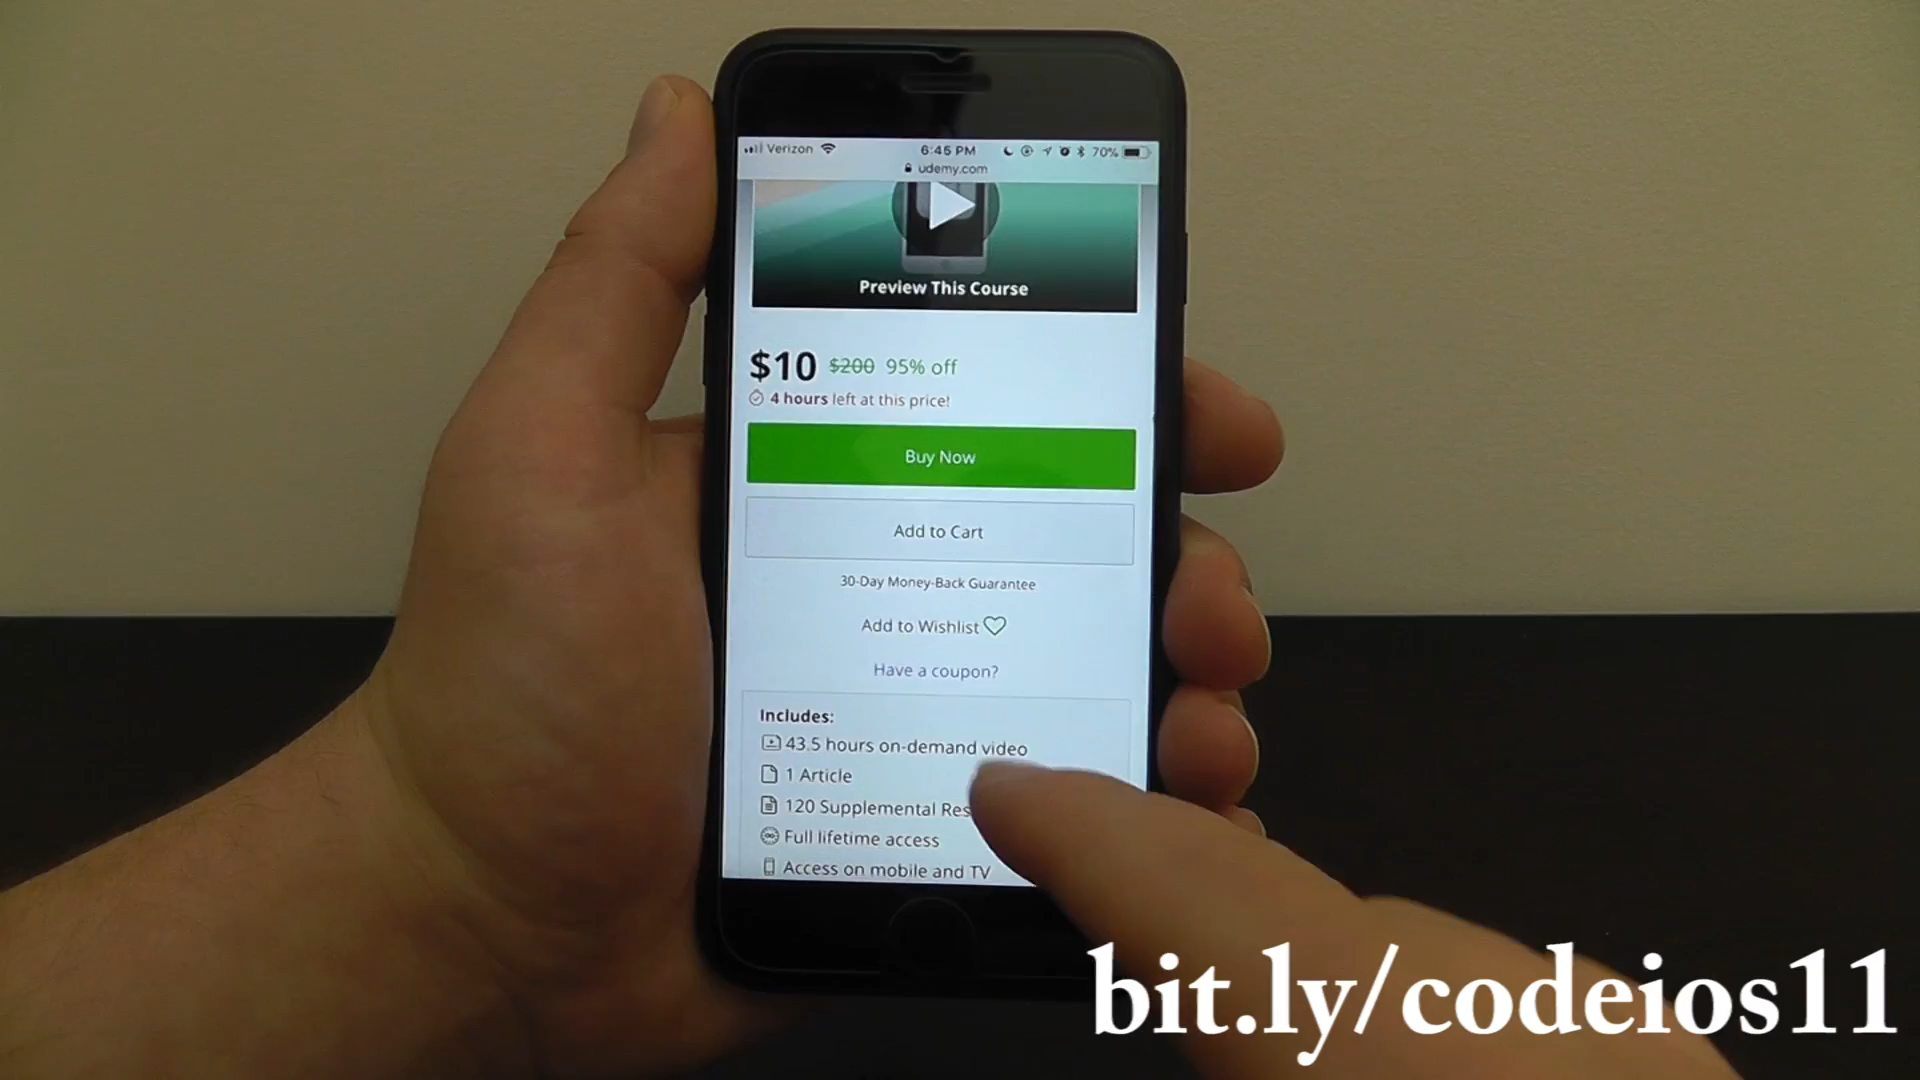 Verizon 6:45 PM 70%
udemy.com
Preview This Course
$10 $200 95% off
4 hours left at this price!
Buy Now
Add to Cart
30-Day Money-Back Guarantee
Add to Wishlist
Have a coupon?
Includes:
43.5 hours on-demand video
1 Article
120 Supplemental Res
Full lifetime access
Access on mobile and TV
bit.ly/codeios11